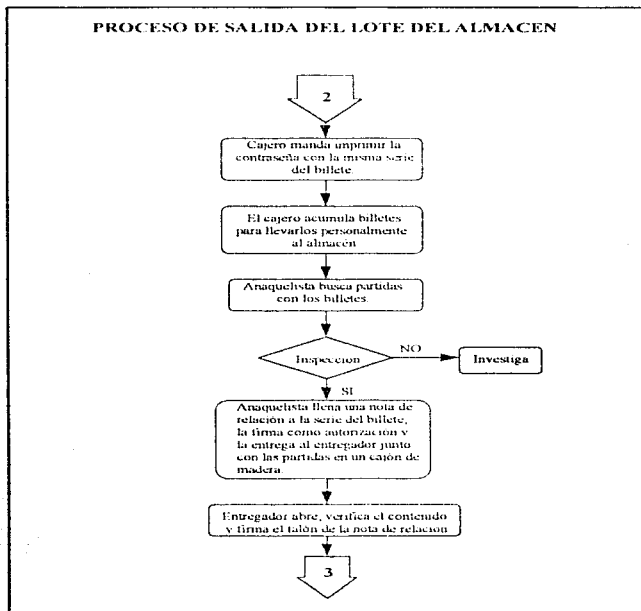 PROCESO DE SALIDA DEL LOTE DEL ALMACEN
2
Cajero manda imprimir la
contraseña con la misma serie
del billete.
El cajero acumula billetes
para llevarlos personalmente
al almacén
Anaquelista busca partidas
con los billetes.
Inspeccion
NO
Investiga
SI
Anaquelista llena una nota de
relación a la serie del billete,
la firma como autorización y
la entrega al entregador junto
con las partidas en un cajón de
madera.
Entregador abre, verifica el contenido
y firma el talón de la nota de relacion
3